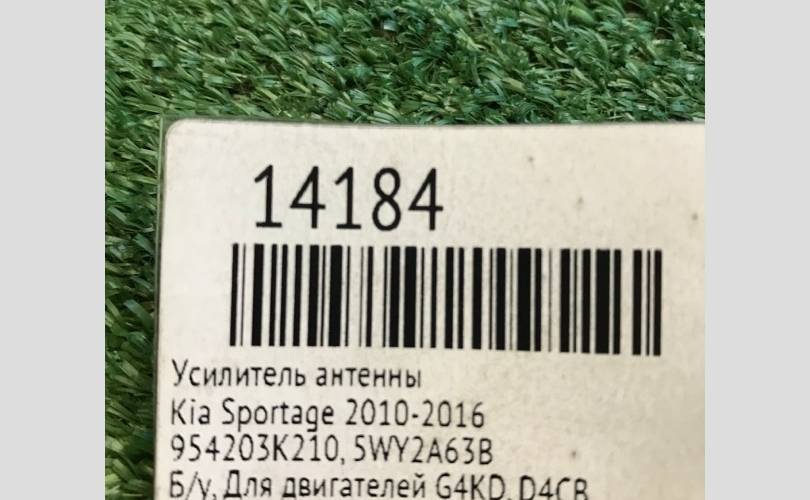 14184
Усилитель антенны
Kia Sportage 2010-2016
954203K210, 5WY2A63B
Б/у, Для двигателей G4KD, D4CB